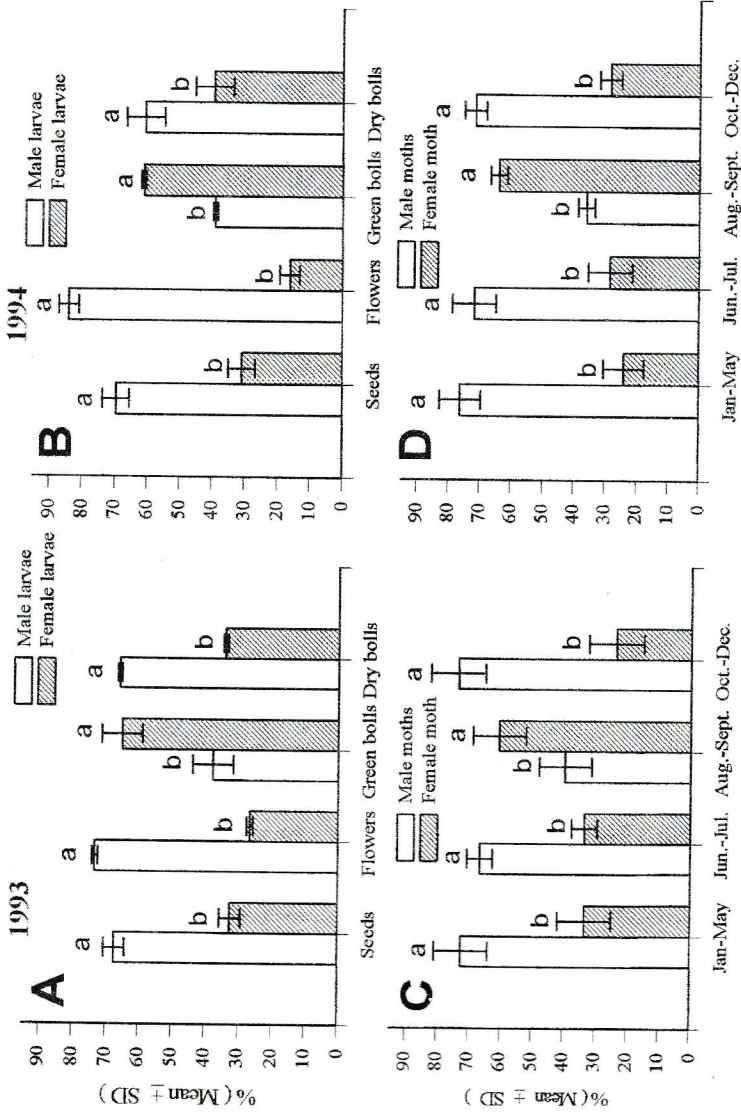 1993
A
Male larvae
Female larvae
% ( Mean ± SD )
90
80
70
60
50
40
30
20
10
0
a
b
a
b
b
a
a
b
Seeds Flowers Green bolls Dry bolls
1994
B
Male larvae
Female larvae
90
80
70
60
50
40
30
20
10
0
a
b
a
b
b
a
a
b
Seeds Flowers Green bolls Dry bolls
C
Male moths
Female moth
% ( Mean ± SD )
90
80
70
60
50
40
30
20
10
0
a
b
a
b
b
a
a
b
Jan-May Jun.-Jul. Aug.-Sept. Oct.-Dec.
D
Male moths
Female moth
90
80
70
60
50
40
30
20
10
0
a
b
a
b
b
a
a
b
Jan-May Jun.-Jul. Aug.-Sept. Oct.-Dec.